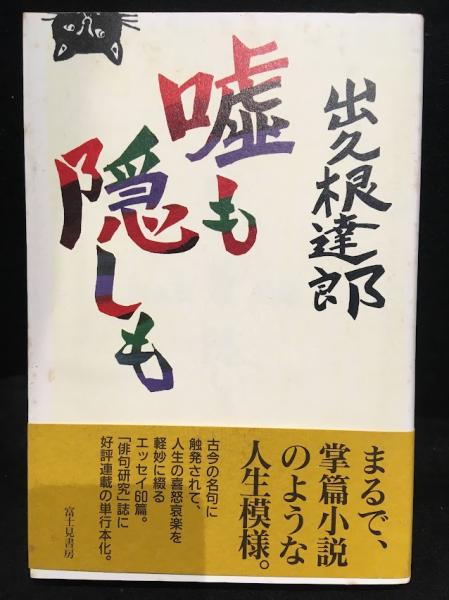 出久根達郎
嘘も
隠しも
まるで、
掌篇小説
のような
人生模様。
古今の名句に
触発されて、
人生の喜怒哀楽を
軽妙に綴る
エッセイ60篇。
「俳句研究」誌に
好評連載の単行本化。
富士見書房